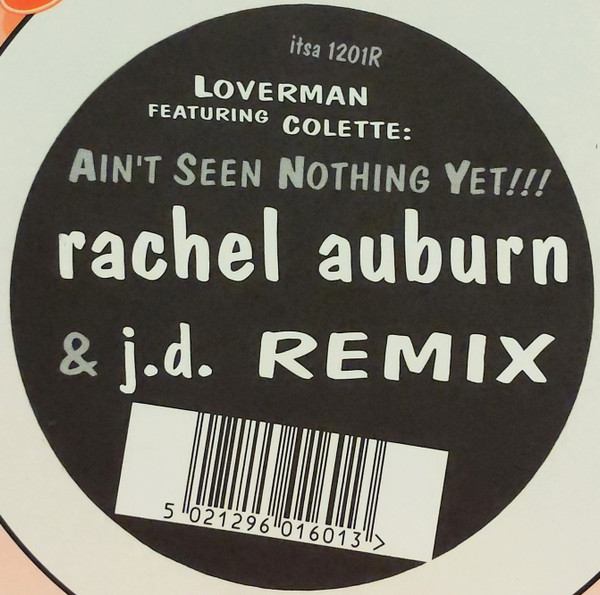 itsa 1201R
LOVERMAN
FEATURING COLETTE:
AIN'T SEEN NOTHING YET!!!
rachel auburn
& j.d. REMIX
5 021296 016013 >